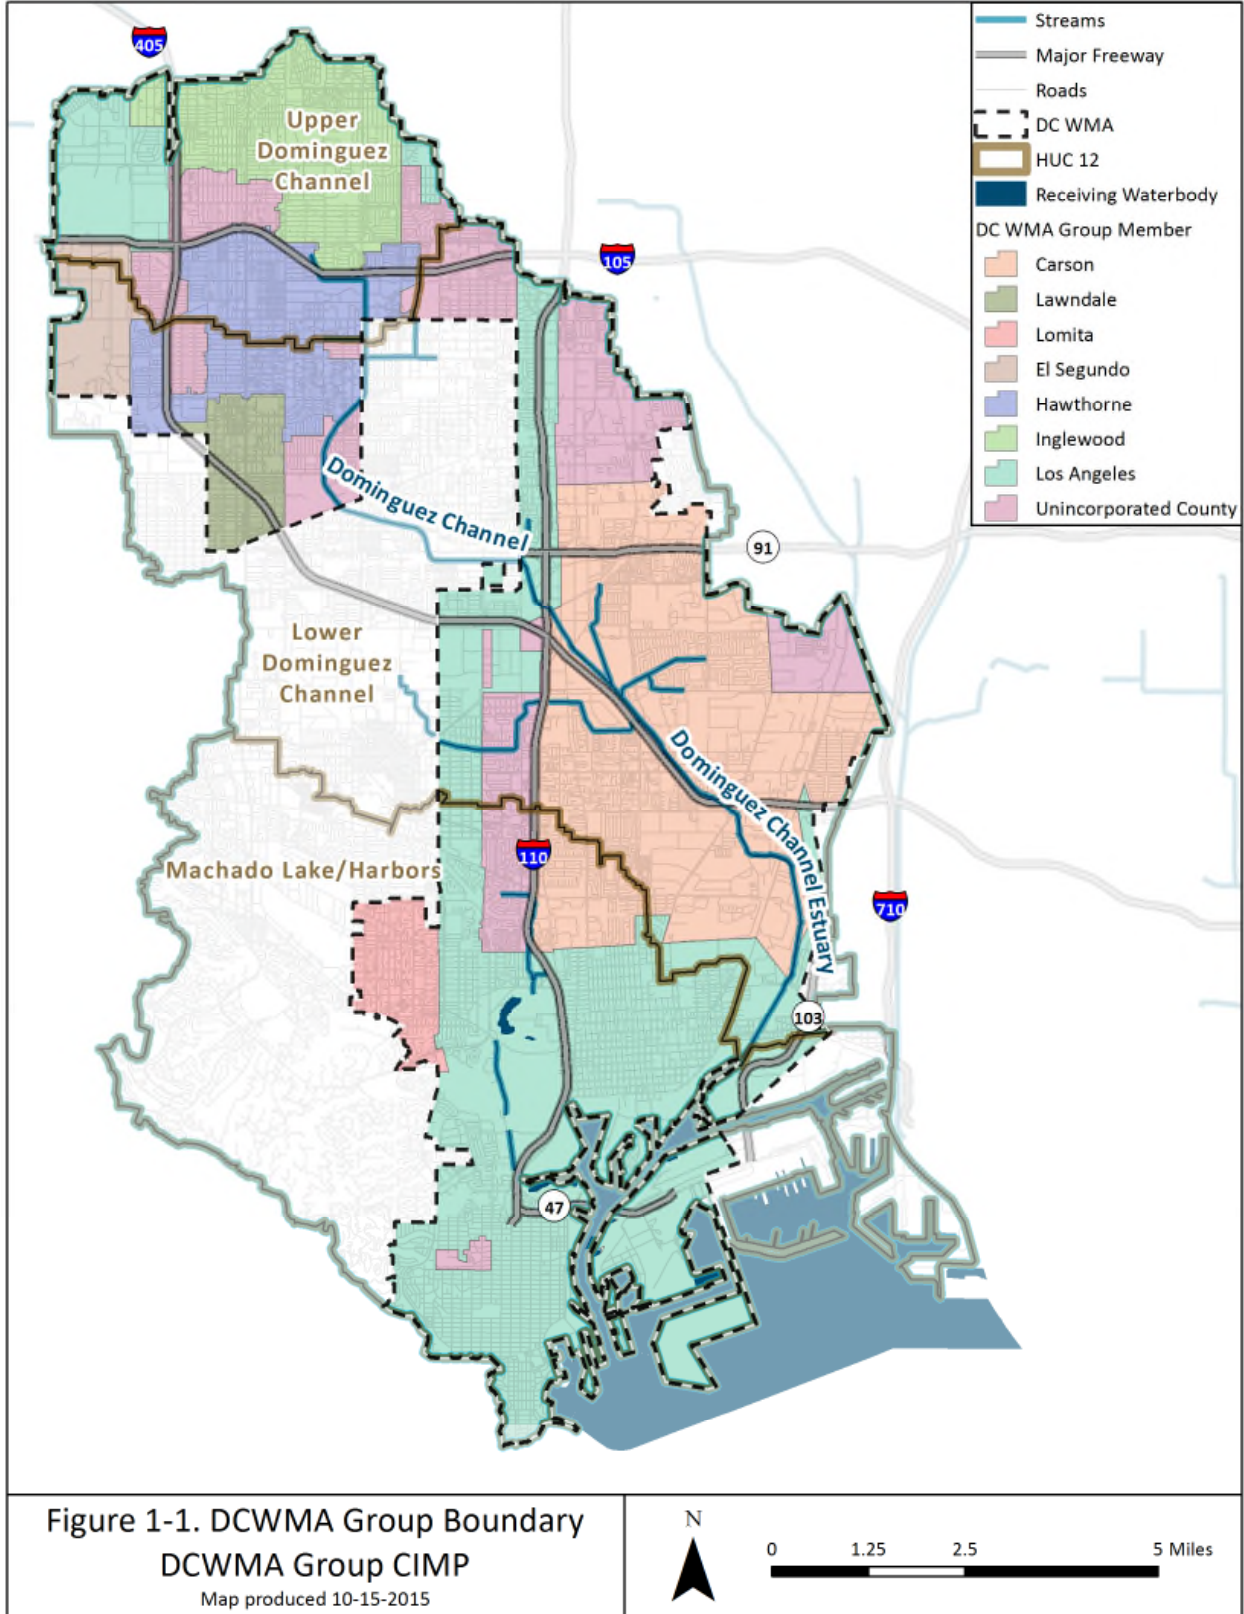 405
Upper
Dominguez
Channel
105
Dominguez Channel
91
Lower
Dominguez
Channel
Dominguez Channel Estuary
110
Machado Lake/Harbors
710
103
47
Streams
Major Freeway
Roads
DC WMA
HUC 12
Receiving Waterbody
DC WMA Group Member
Carson
Lawndale
Lomita
El Segundo
Hawthorne
Inglewood
Los Angeles
Unincorporated County
Figure 1-1. DCWMA Group Boundary
DCWMA Group CIMP
Map produced 10-15-2015
N
0 1.25 2.5 5 Miles